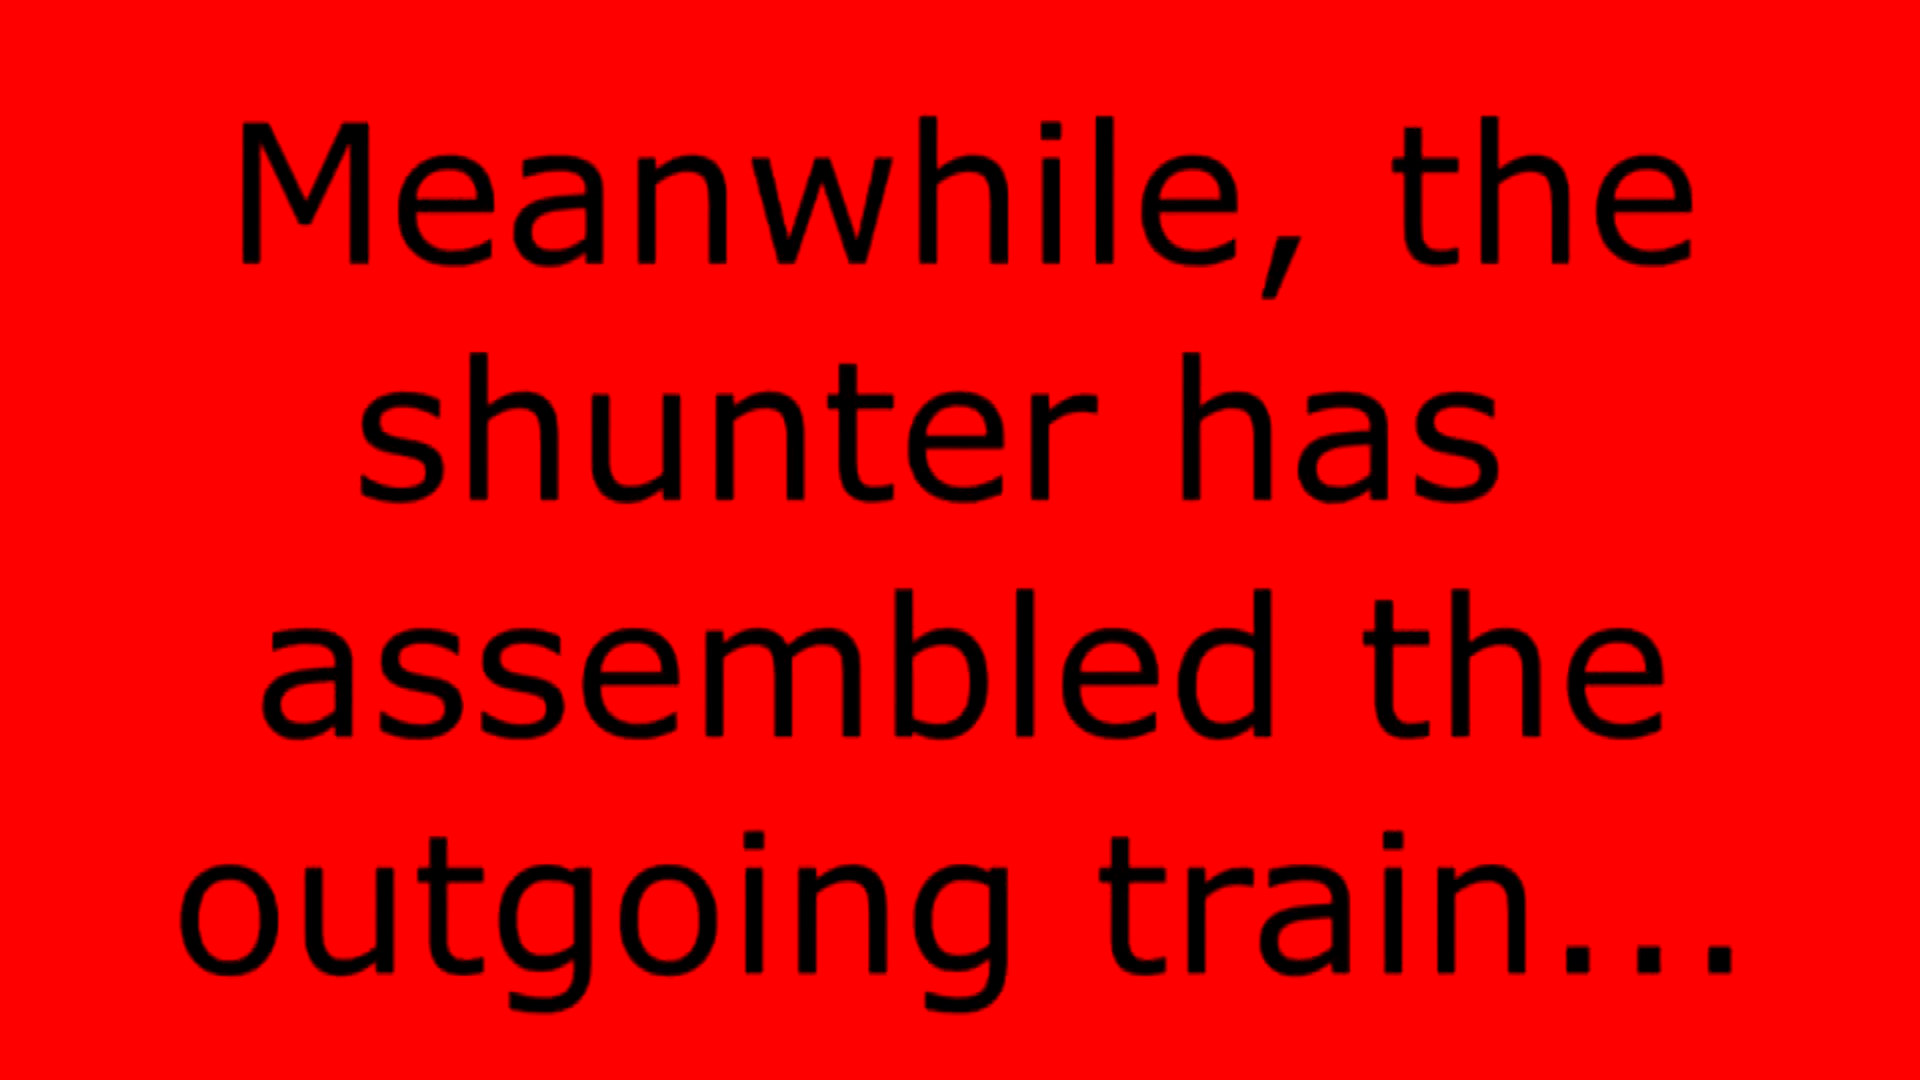 Meanwhile, the
shunter has
assembled the
outgoing train...